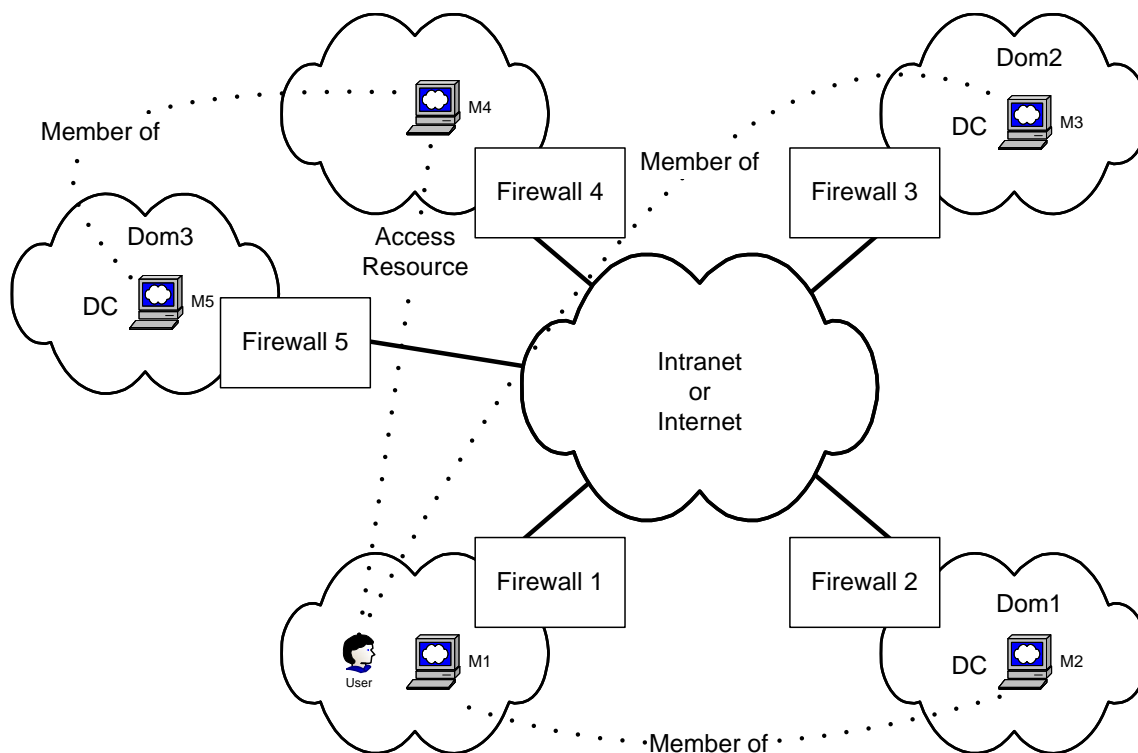 Dom2
M4
DC
M3
Member of
Member of
Firewall 4
Firewall 3
Dom3
Access
Resource
DC
M5
Firewall 5
Intranet
or
Internet
Firewall 1
Firewall 2
Dom1
User
M1
DC
M2
Member of